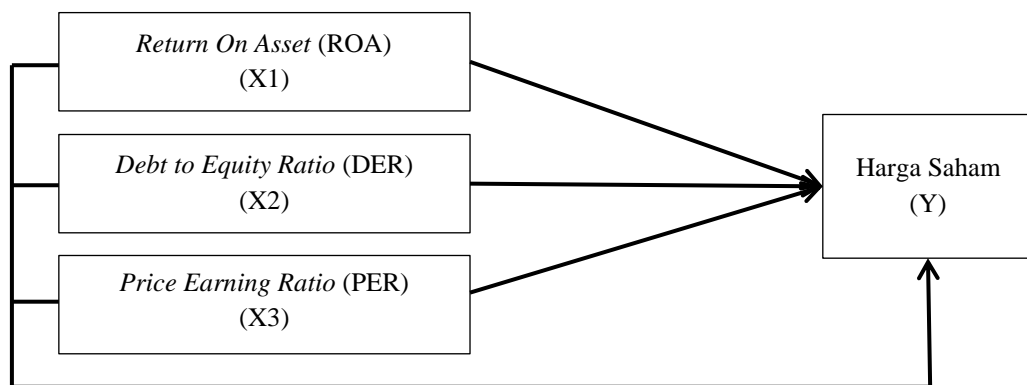 Return On Asset (ROA)
(X1)
Debt to Equity Ratio (DER)
(X2)
Price Earning Ratio (PER)
(X3)
Harga Saham
(Y)